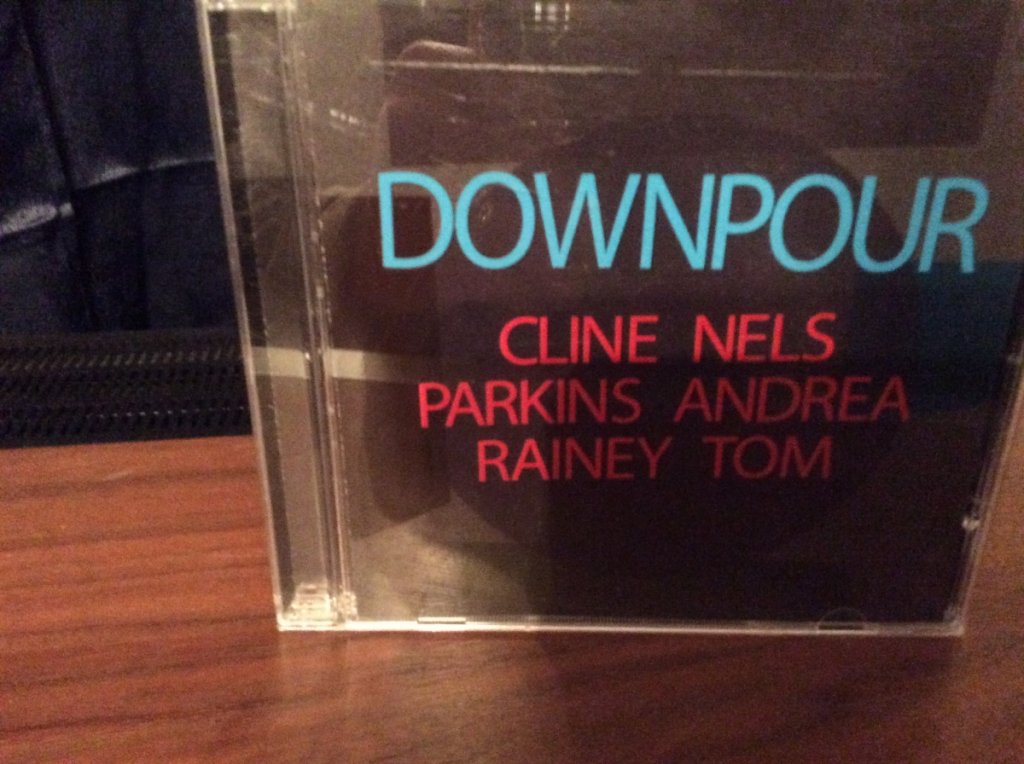 DOWNPOUR
CLINE NELS
PARKINS ANDREA
RAINEY TOM